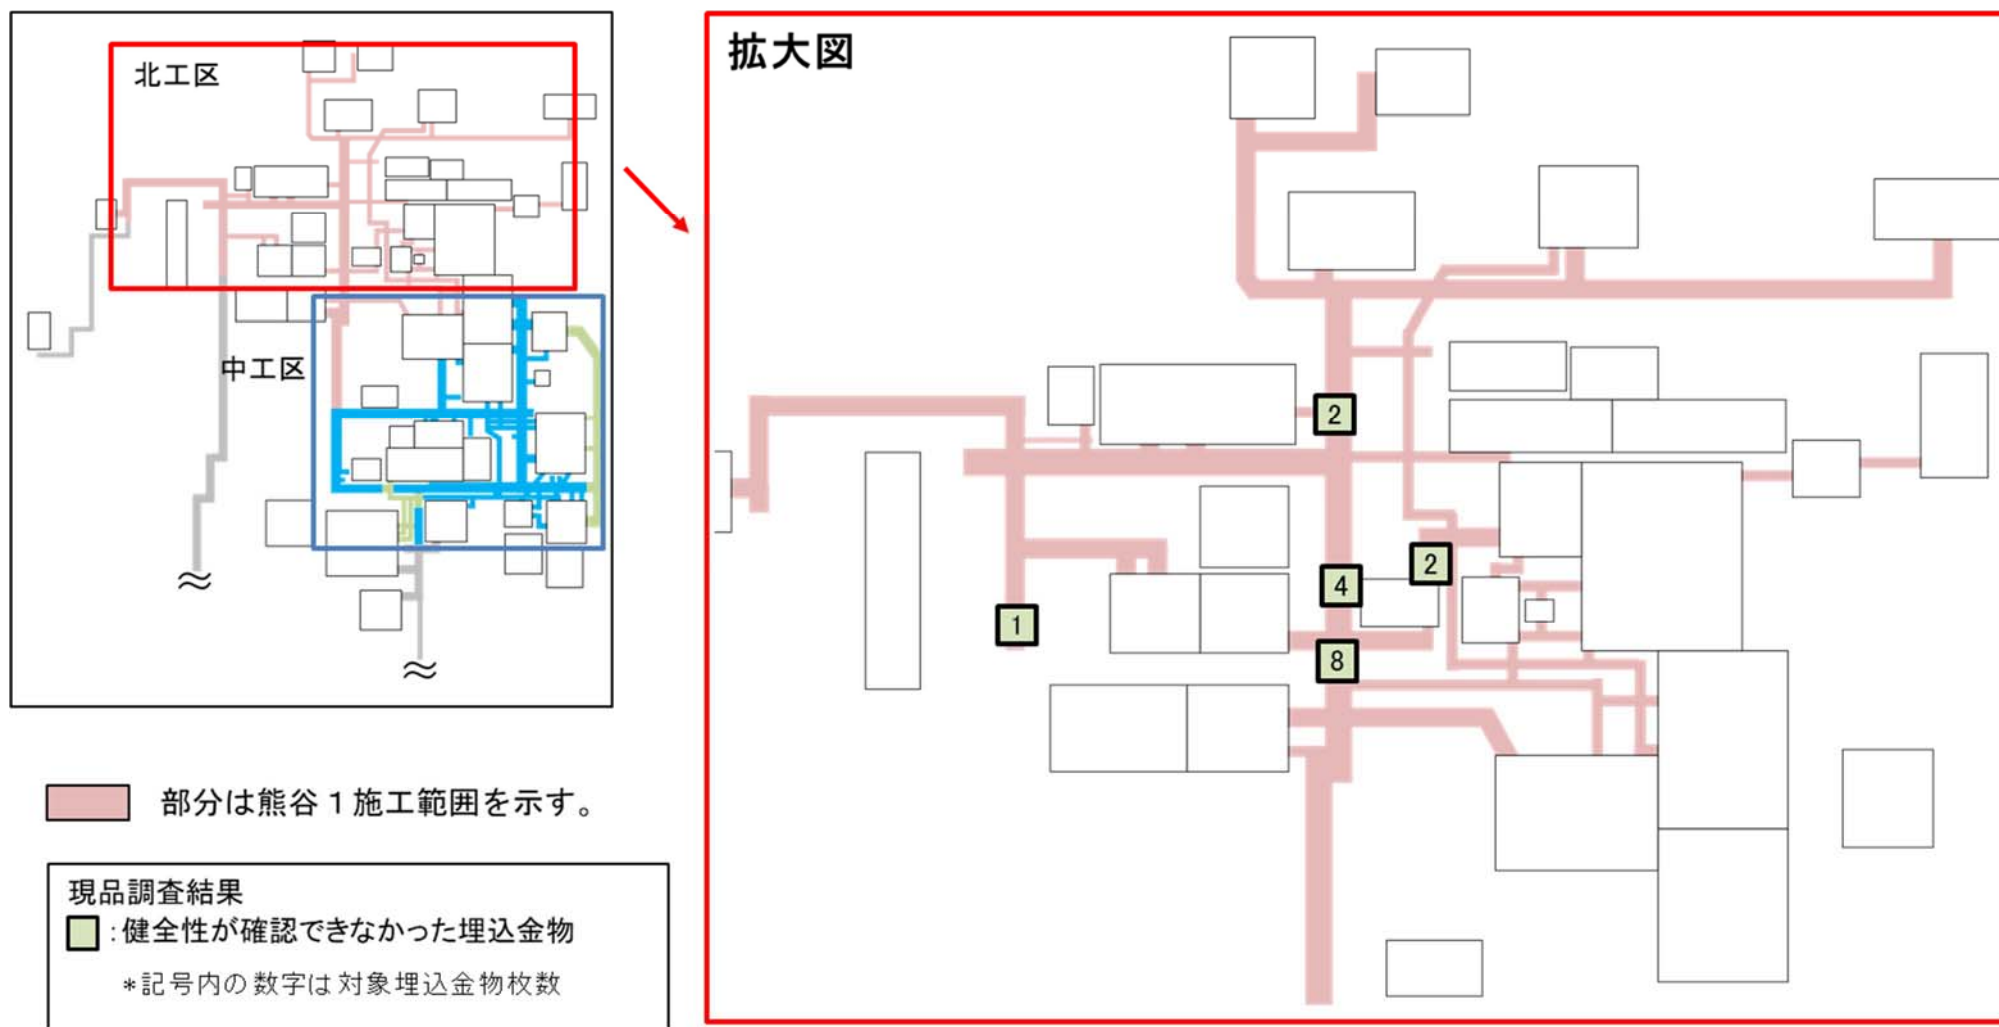 北工区
中工区
≈
≈
部分は熊谷１施工範囲を示す。
現品調査結果
：健全性が確認できなかった埋込金物
*記号内の数字は対象埋込金物枚数
拡大図
2
2
4
1
8